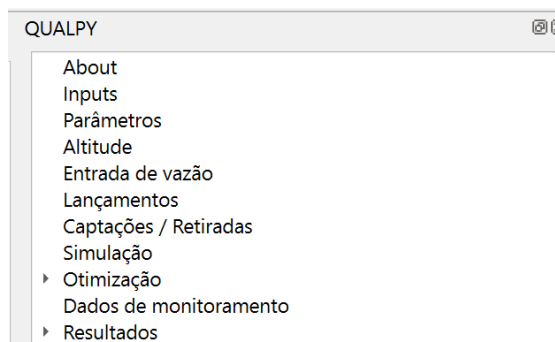 QUALPY
About
Inputs
Parâmetros
Altitude
Entrada de vazão
Lançamentos
Captações / Retiradas
Simulação
Otimização
Dados de monitoramento
Resultados